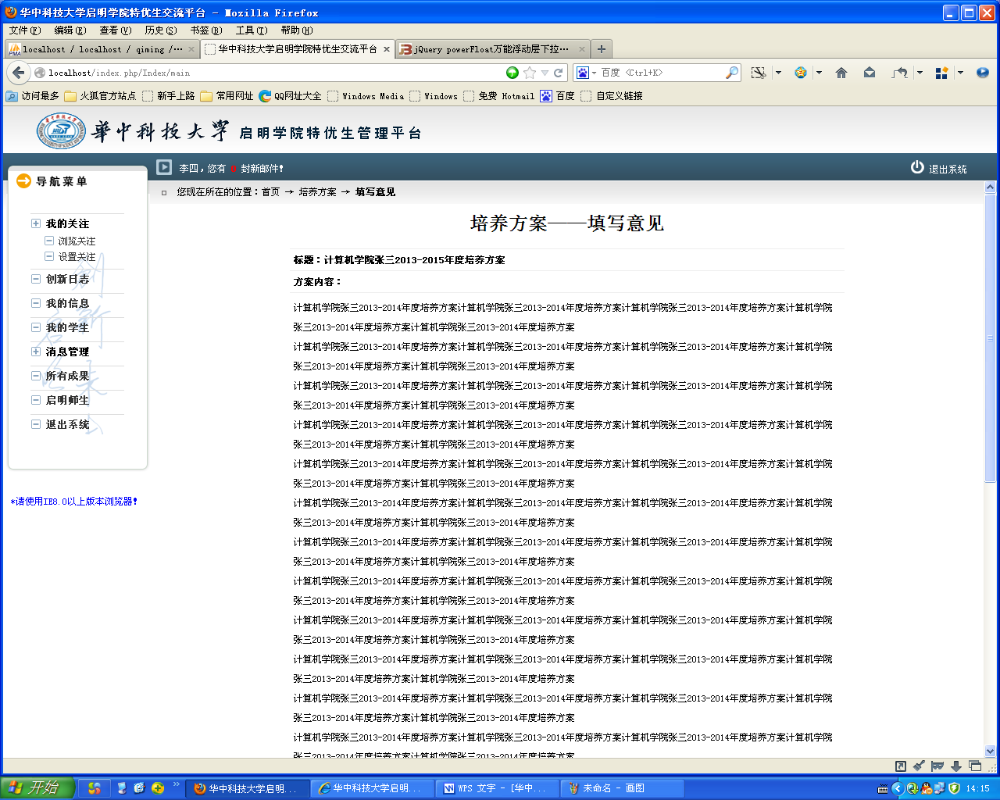 华中科技大学启明学院特优生交流平台 - Mozilla Firefox
文件(F) 编辑(E) 查看(V) 历史(S) 书签(B) 工具(T) 帮助(H)
localhost / localhost / qiming /... 华中科技大学启明学院特优生交流平台 jQuery powerFloat万能浮动层下拉...
localhost/index.php/Index/main 百度 <Ctrl+K>
访问最多 火狐官方站点 新手上路 常用网址 QQ网址大全 Windows Media Windows 免费 Hotmail 百度 自定义链接
華中科技大学 启明学院特优生管理平台
李四,您有 0 封新邮件! 退出系统
导航菜单
我的关注
浏览关注
设置关注
创新日志
我的信息
我的学生
消息管理
所有成果
启明师生
退出系统
*请使用IE8.0以上版本浏览器!
您现在所在的位置:首页 → 培养方案 → 填写意见
培养方案——填写意见
标题:计算机学院张三2013-2015年度培养方案
方案内容:
计算机学院张三2013-2014年度培养方案计算机学院张三2013-2014年度培养方案计算机学院张三2013-2014年度培养方案计算机学院
张三2013-2014年度培养方案计算机学院张三2013-2014年度培养方案
计算机学院张三2013-2014年度培养方案计算机学院张三2013-2014年度培养方案计算机学院张三2013-2014年度培养方案计算机学院
张三2013-2014年度培养方案计算机学院张三2013-2014年度培养方案
计算机学院张三2013-2014年度培养方案计算机学院张三2013-2014年度培养方案计算机学院张三2013-2014年度培养方案计算机学院
张三2013-2014年度培养方案计算机学院张三2013-2014年度培养方案
计算机学院张三2013-2014年度培养方案计算机学院张三2013-2014年度培养方案计算机学院张三2013-2014年度培养方案计算机学院
张三2013-2014年度培养方案计算机学院张三2013-2014年度培养方案
计算机学院张三2013-2014年度培养方案计算机学院张三2013-2014年度培养方案计算机学院张三2013-2014年度培养方案计算机学院
张三2013-2014年度培养方案计算机学院张三2013-2014年度培养方案
计算机学院张三2013-2014年度培养方案计算机学院张三2013-2014年度培养方案计算机学院张三2013-2014年度培养方案计算机学院
张三2013-2014年度培养方案计算机学院张三2013-2014年度培养方案
计算机学院张三2013-2014年度培养方案计算机学院张三2013-2014年度培养方案计算机学院张三2013-2014年度培养方案计算机学院
张三2013-2014年度培养方案计算机学院张三2013-2014年度培养方案
计算机学院张三2013-2014年度培养方案计算机学院张三2013-2014年度培养方案计算机学院张三2013-2014年度培养方案计算机学院
张三2013-2014年度培养方案计算机学院张三2013-2014年度培养方案
计算机学院张三2013-2014年度培养方案计算机学院张三2013-2014年度培养方案计算机学院张三2013-2014年度培养方案计算机学院
张三2013-2014年度培养方案计算机学院张三2013-2014年度培养方案
计算机学院张三2013-2014年度培养方案计算机学院张三2013-2014年度培养方案计算机学院张三2013-2014年度培养方案计算机学院
张三2013-2014年度培养方案计算机学院张三2013-2014年度培养方案
计算机学院张三2013-2014年度培养方案计算机学院张三2013-2014年度培养方案计算机学院张三2013-2014年度培养方案计算机学院
张三2013-2014年度培养方案计算机学院张三2013-2014年度培养方案
计算机学院张三2013-2014年度培养方案计算机学院张三2013-2014年度培养方案计算机学院张三2013-2014年度培养方案计算机学院
张三2013-2014年度培养方案计算机学院张三2013-2014年度培养方案
开始 华中科技大学启明... 华中科技大学启明... WPS 文字 - [华中... 未命名 - 画图 14:15